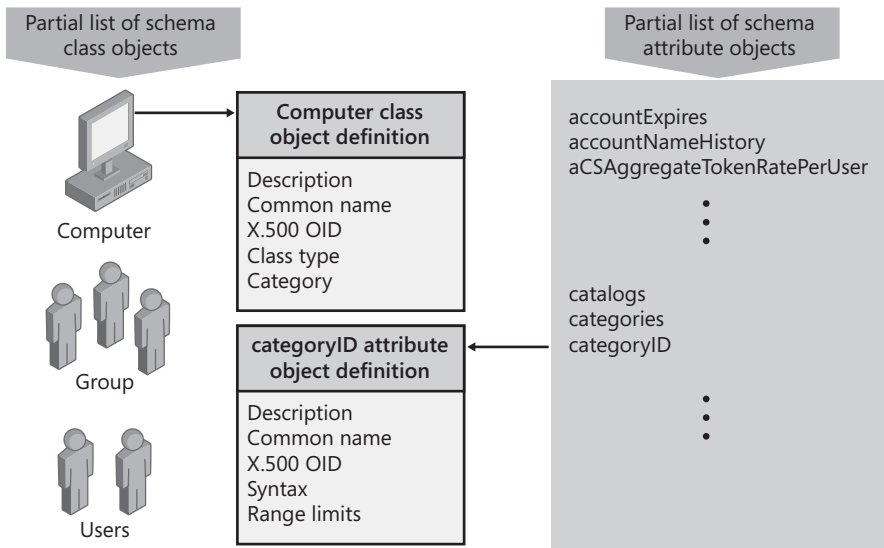 Partial list of schema
class objects
Computer
Group
Users
Computer class
object definition
Description
Common name
X.500 OID
Class type
Category
categoryID attribute
object definition
Description
Common name
X.500 OID
Syntax
Range limits
Partial list of schema
attribute objects
accountExpires
accountNameHistory
aCSAggregateTokenRatePerUser
catalogs
categories
categoryID